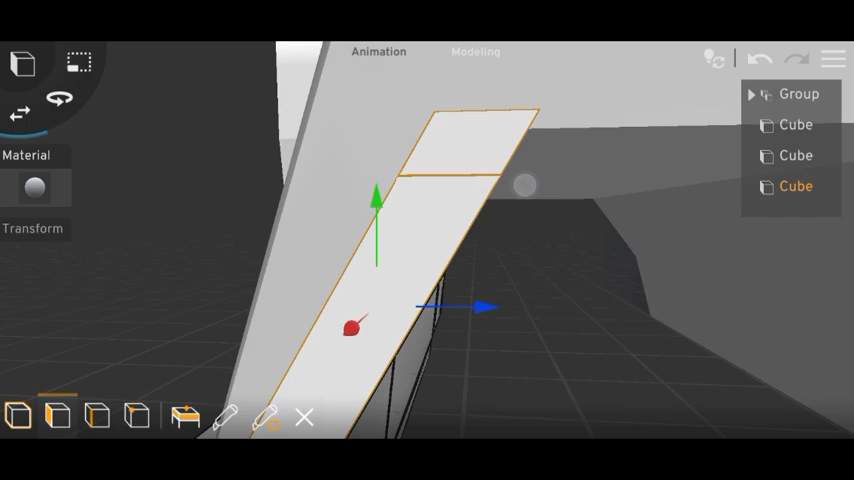 Animation
Modeling
Group
Cube
Cube
Cube
Material
Transform